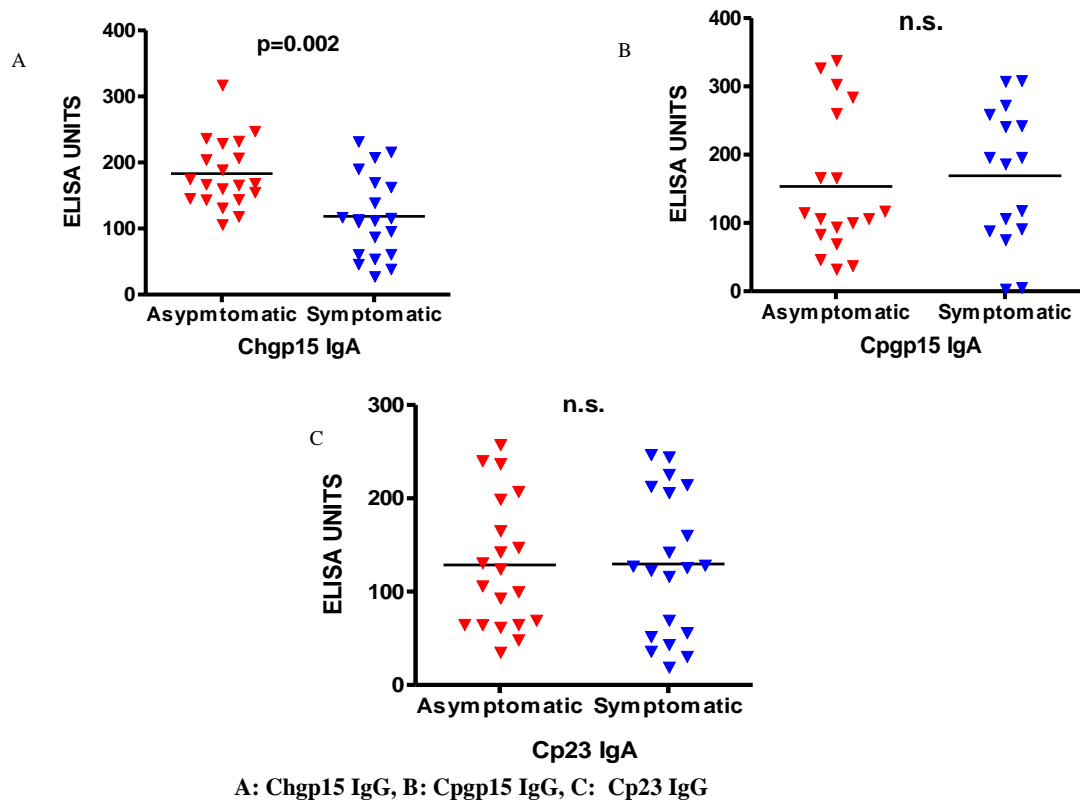 A
p=0.002
ELISA UNITS
400
300
200
100
0
Asypmtomatic Symptomatic
Chgp15 IgA
B
n.s.
ELISA UNITS
400
300
200
100
0
Asymptomatic Symptomatic
Cpgp15 IgA
C
n.s.
ELISA UNITS
300
200
100
0
Asymptomatic Symptomatic
Cp23 IgA
A: Chgp15 IgG, B: Cpgp15 IgG, C: Cp23 IgG